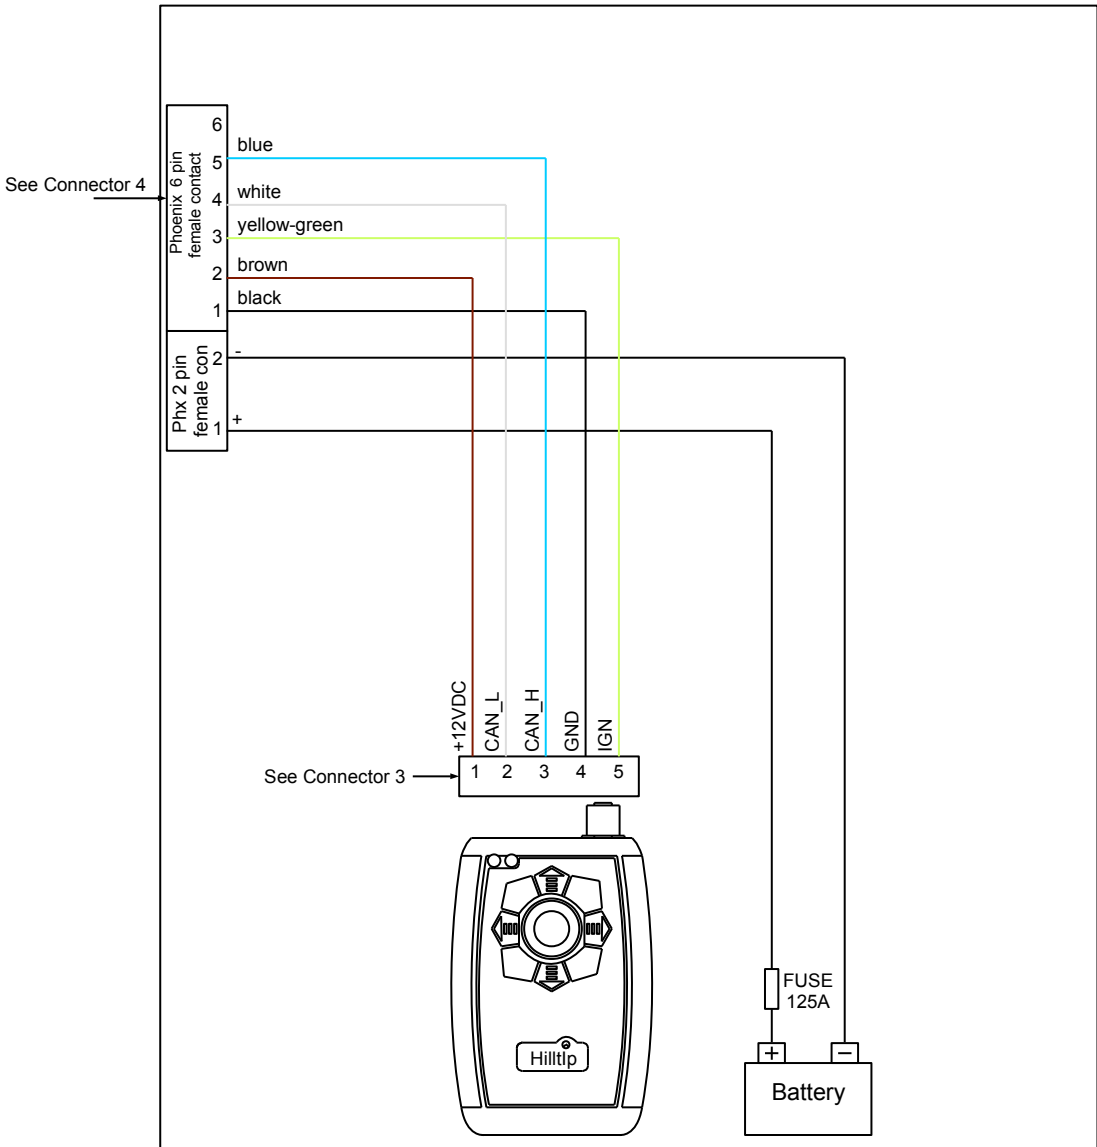 6
blue
5
See Connector 4
Phoenix 6 pin
female contact
white
4
yellow-green
3
brown
2
black
1
Phx 2 pin
female con
2 -
1 +
+12VDC
CAN_L
CAN_H
GND
IGN
See Connector 3
1 2 3 4 5
FUSE
125A
HilltIp
+ −
Battery